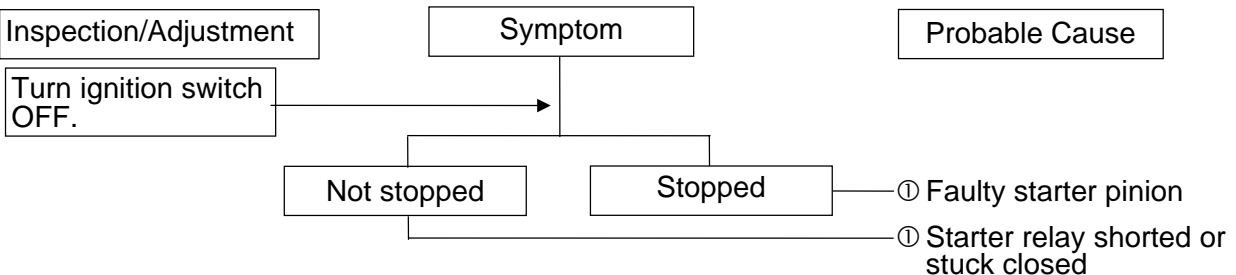 Inspection/Adjustment
Symptom
Probable Cause
Turn ignition switch
OFF.
Not stopped
Stopped
① Faulty starter pinion
① Starter relay shorted or
stuck closed